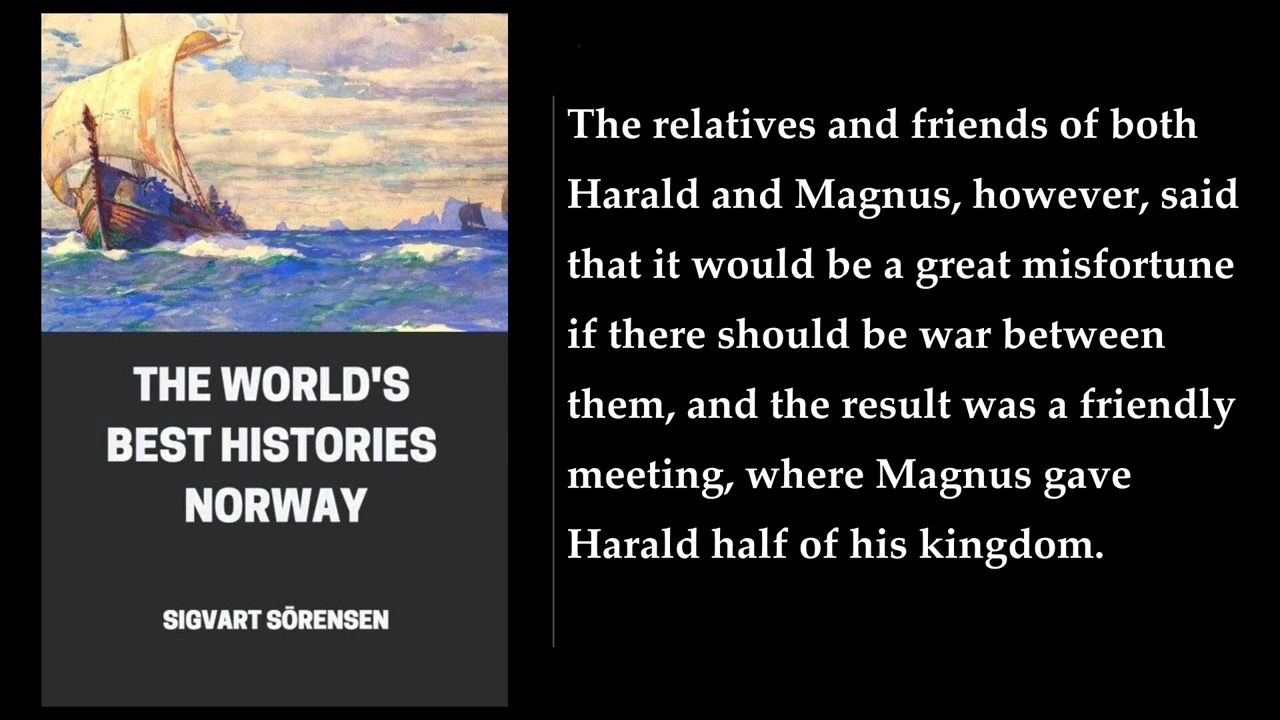 THE WORLD'S
BEST HISTORIES
NORWAY
SIGVART SÖRENSEN
The relatives and friends of both
Harald and Magnus, however, said
that it would be a great misfortune
if there should be war between
them, and the result was a friendly
meeting, where Magnus gave
Harald half of his kingdom.